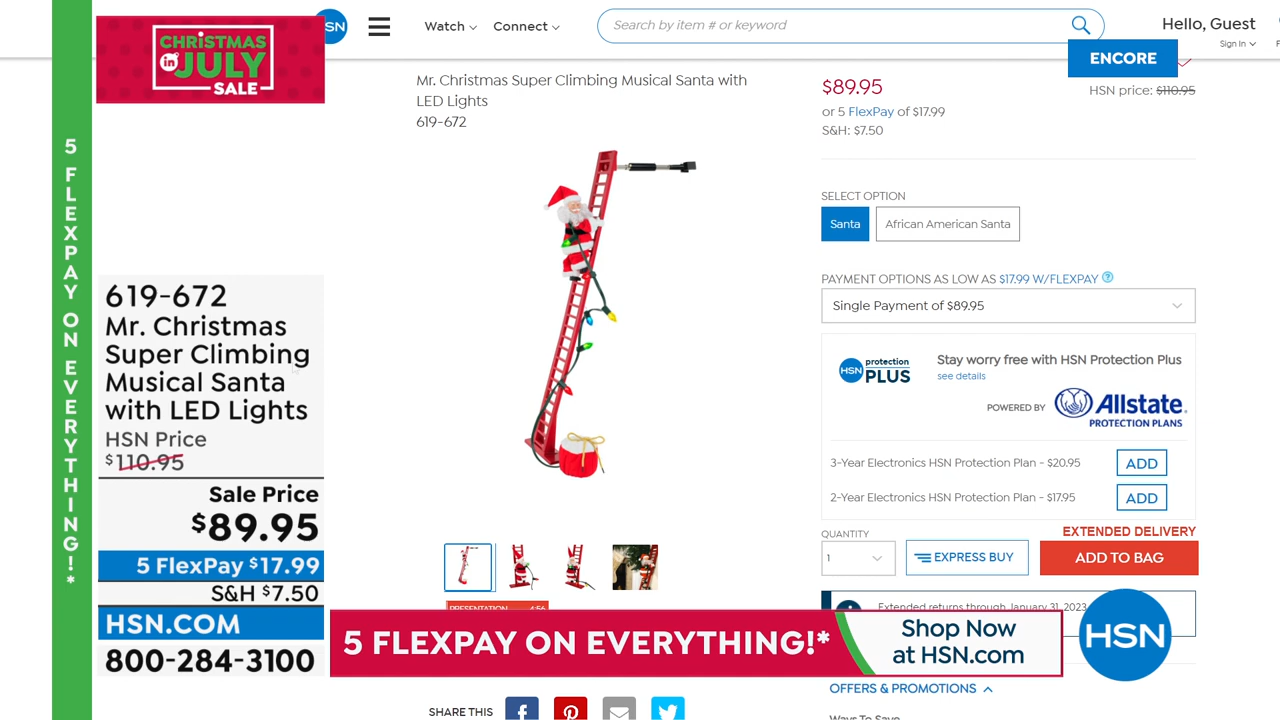 CHRISTMAS
in
JULY
SALE
5 FLEXPAY ON EVERYTHING!*
619-672
Mr. Christmas
Super Climbing
Musical Santa
with LED Lights
HSN Price
$110.95
Sale Price
$89.95
5 FlexPay $17.99
S&H $7.50
HSN.COM
800-284-3100
SN
Watch
Connect
Search by item # or keyword
Hello, Guest
Sign In
ENCORE
Mr. Christmas Super Climbing Musical Santa with
LED Lights
619-672
$89.95
HSN price: $110.95
or 5 FlexPay of $17.99
S&H: $7.50
SELECT OPTION
Santa
African American Santa
PAYMENT OPTIONS AS LOW AS $17.99 W/FLEXPAY ?
Single Payment of $89.95
HSN protection PLUS
Stay worry free with HSN Protection Plus
see details
POWERED BY
Allstate.
PROTECTION PLANS
3-Year Electronics HSN Protection Plan - $20.95
ADD
2-Year Electronics HSN Protection Plan - $17.95
ADD
QUANTITY
EXTENDED DELIVERY
1
EXPRESS BUY
ADD TO BAG
PRESENTATION 4:56
Extended returns through January 31, 2023
5 FLEXPAY ON EVERYTHING!*
Shop Now
at HSN.com
HSN
OFFERS & PROMOTIONS
SHARE THIS
Ways To Save